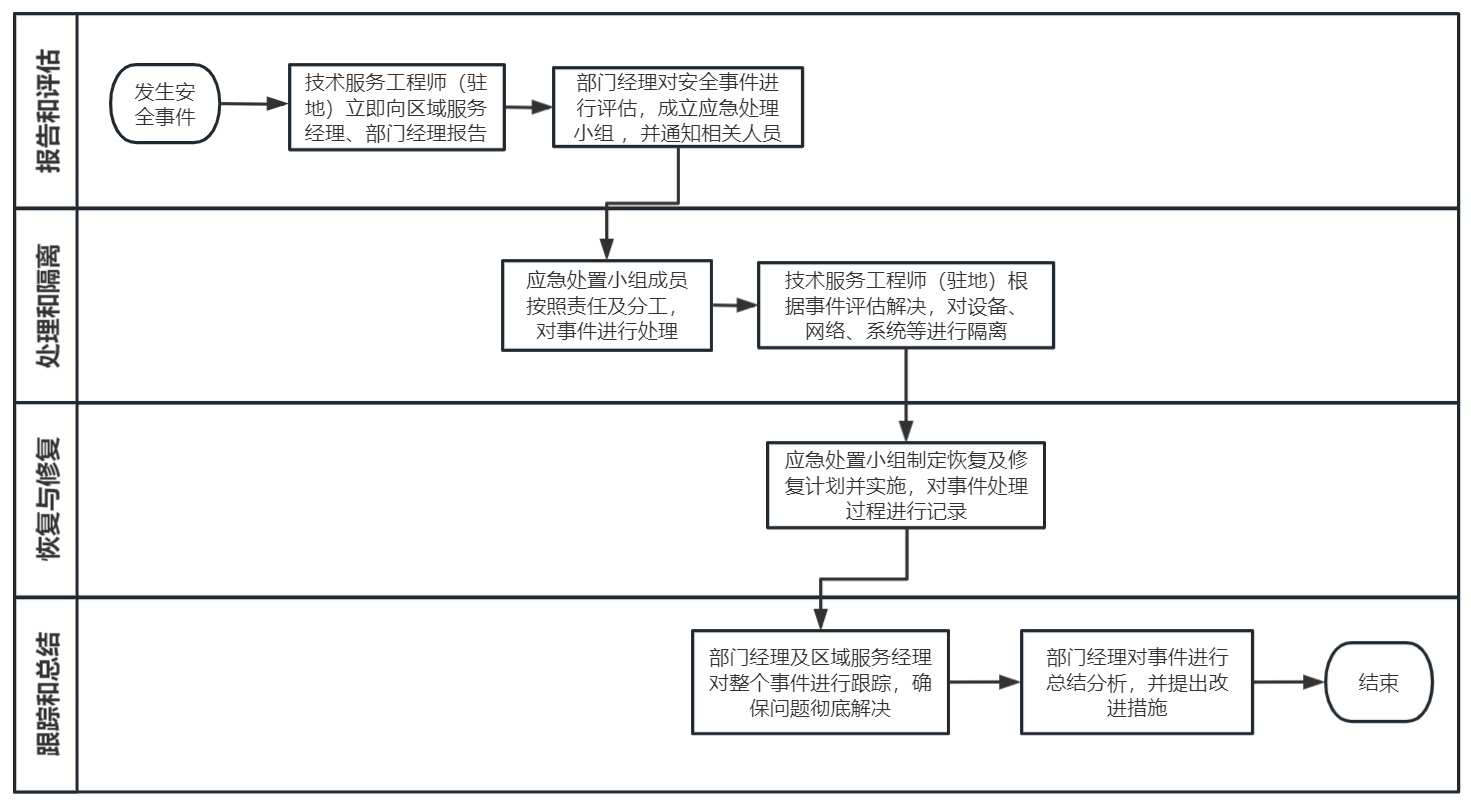 报告和评估
发生安
全事件
技术服务工程师（驻
地）立即向区域服务
经理、部门经理报告
部门经理对安全事件进
行评估，成立应急处理
小组，并通知相关人员
处理和隔离
应急处置小组成员
按照责任及分工，
对事件进行处理
技术服务工程师（驻地）根
据事件评估解决，对设备、
网络、系统等进行隔离
恢复与修复
应急处置小组制定恢复及修
复计划并实施，对事件处理
过程进行记录
跟踪和总结
部门经理及区域服务经理
对整个事件进行跟踪，确
保问题彻底解决
部门经理对事件进行
总结分析，并提出改
进措施
结束